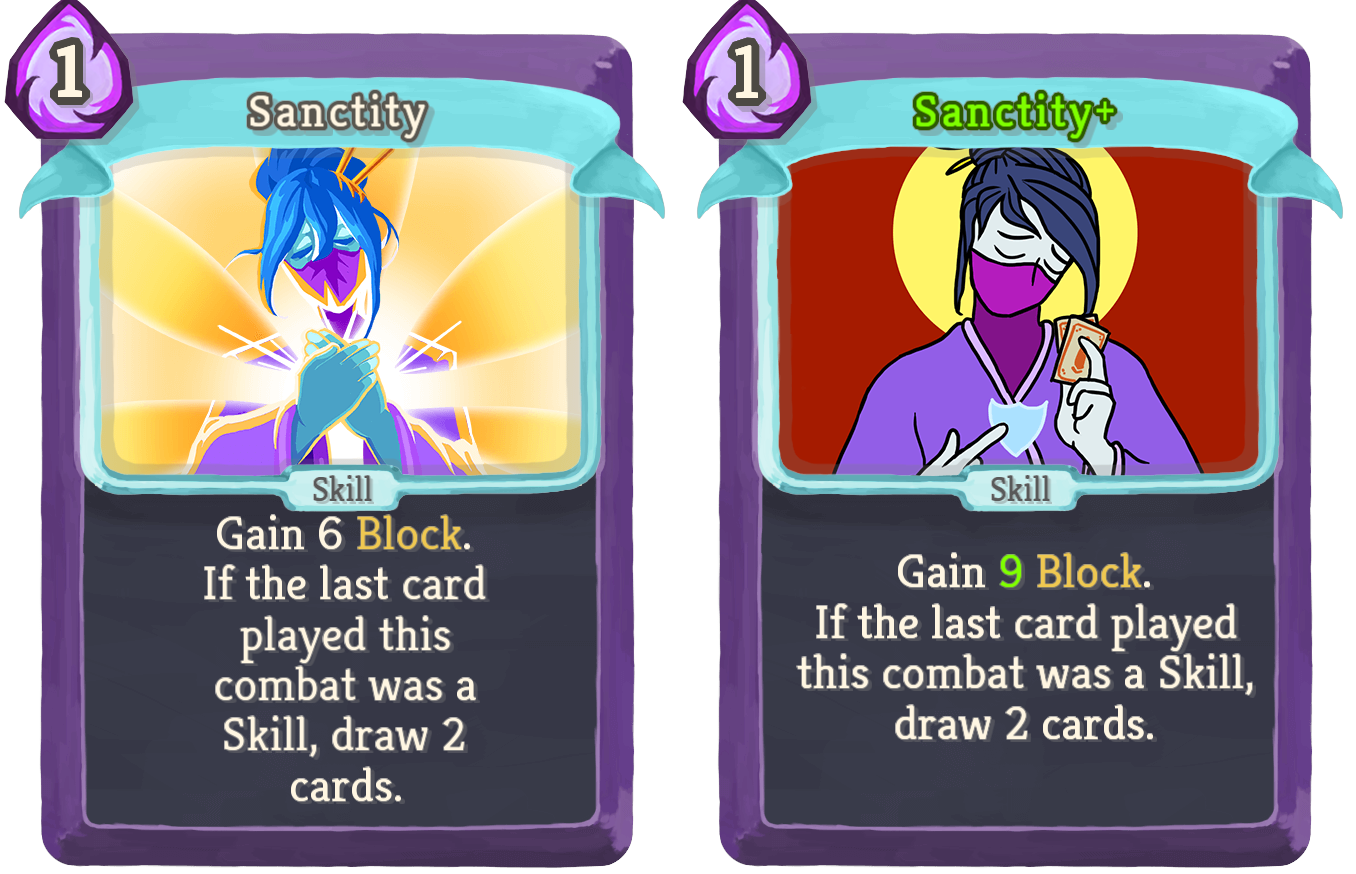 1
Sanctity
Skill
Gain 6 Block.
If the last card
played this
combat was a
Skill, draw 2
cards.
1
Sanctity+
Skill
Gain 9 Block.
If the last card played
this combat was a Skill,
draw 2 cards.